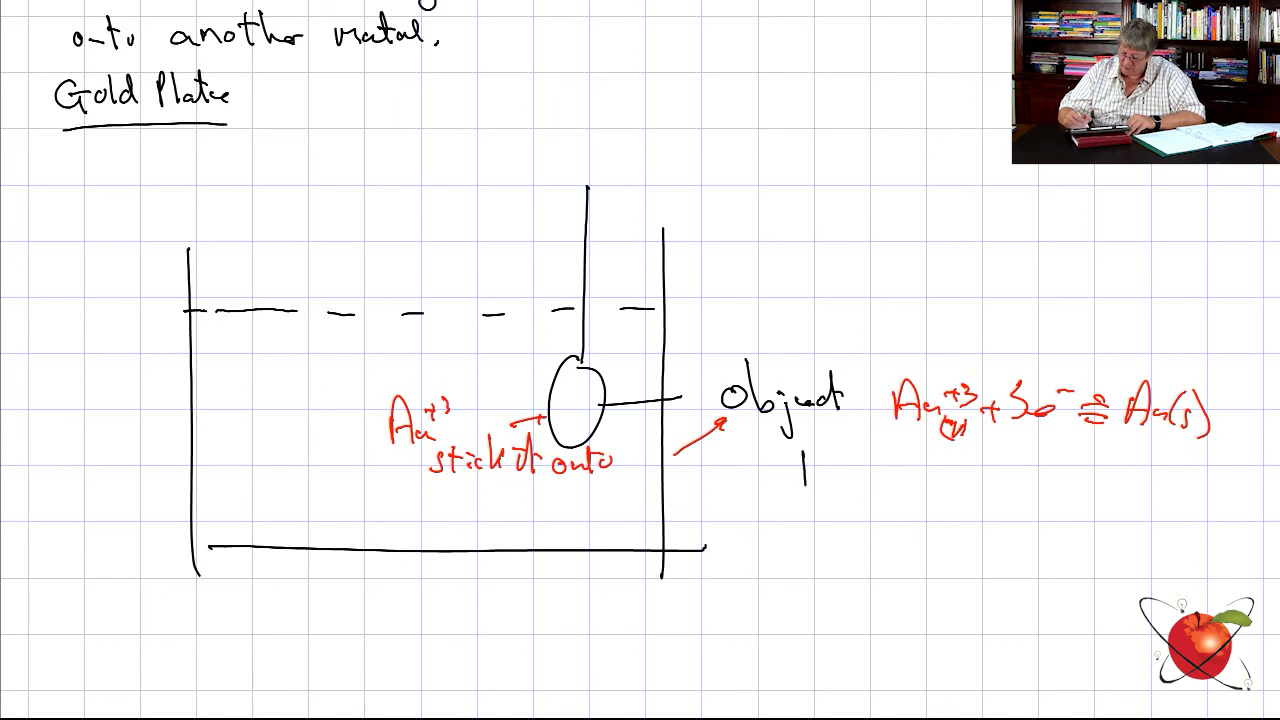 onto another metal.
Gold Plate
Object
Au⁺³ + 3e⁻ ⇌ Au(s)
Au⁺³
stick it onto